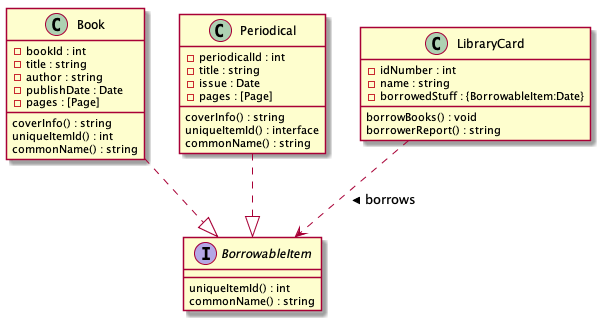 C Book
bookId : int
title : string
author : string
publishDate : Date
pages : [Page]
coverInfo() : string
uniqueItemId() : int
commonName() : string
C Periodical
periodicalId : int
title : string
issue : Date
pages : [Page]
coverInfo() : string
uniqueItemId() : interface
commonName() : string
C LibraryCard
idNumber : int
name : string
borrowedStuff : {BorrowableItem:Date}
borrowBooks() : void
borrowerReport() : string
borrows
I BorrowableItem
uniqueItemId() : int
commonName() : string